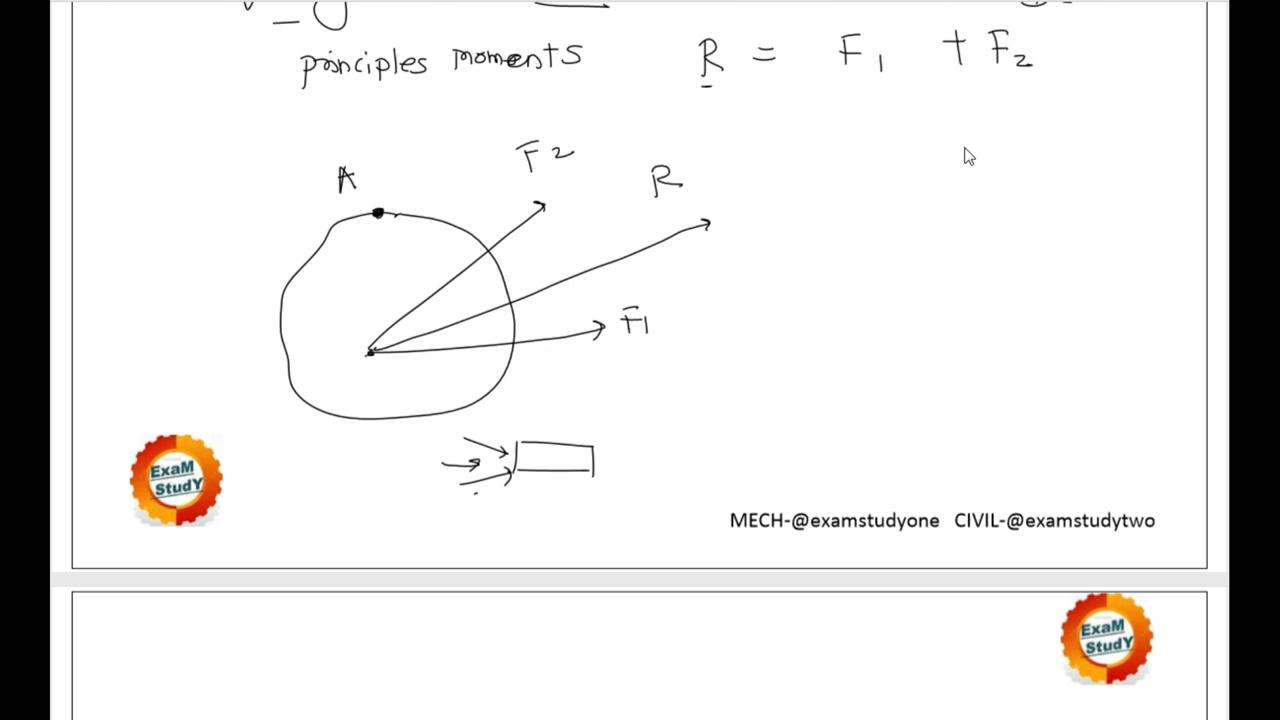 principles moments R = F1 + F2
F2
A R
F1
ExaM
StudY
MECH-@examstudyone CIVIL-@examstudytwo
ExaM
StudY